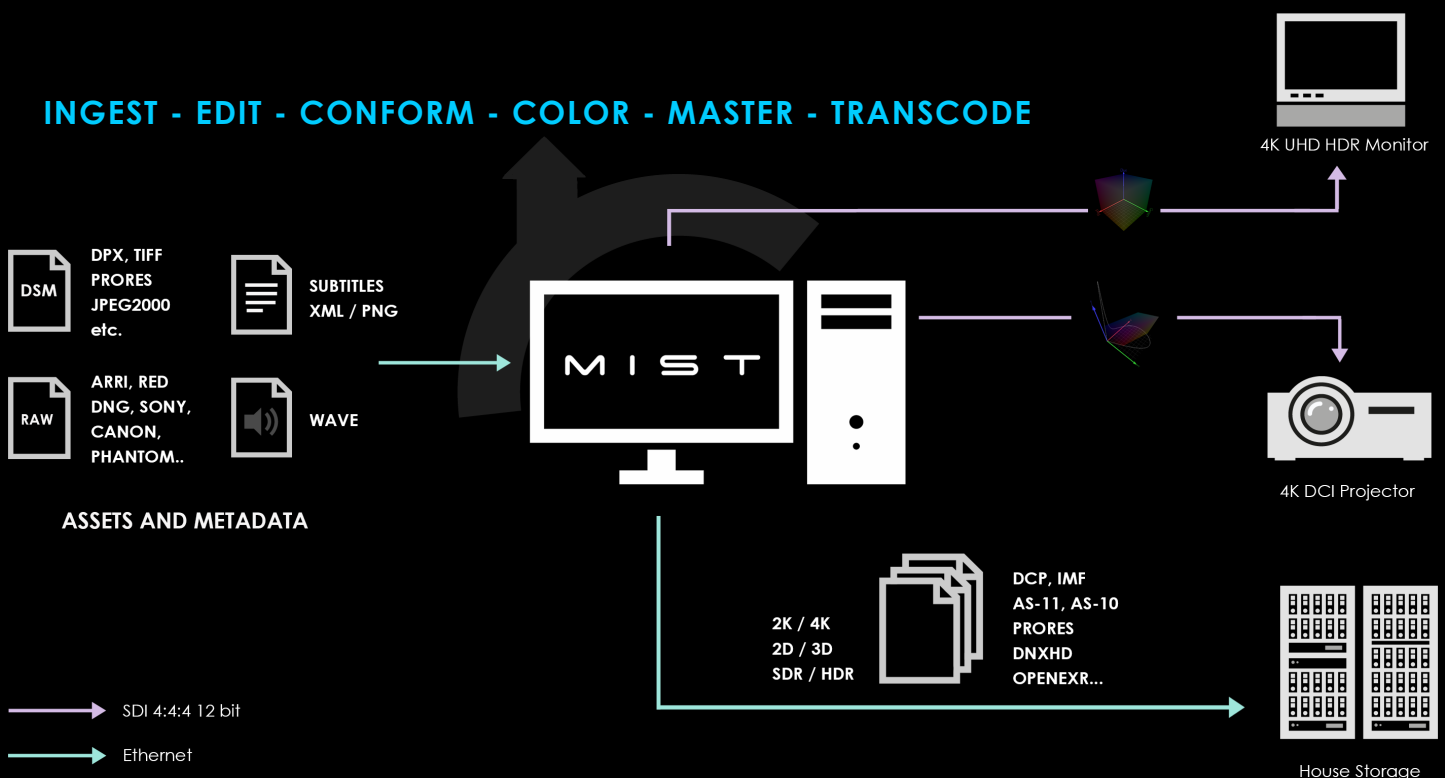 INGEST - EDIT - CONFORM - COLOR - MASTER - TRANSCODE
4K UHD HDR Monitor
DSM
DPX, TIFF
PRORES
JPEG2000
etc.
SUBTITLES
XML / PNG
RAW
ARRI, RED
DNG, SONY,
CANON,
PHANTOM..
WAVE
ASSETS AND METADATA
MIST
4K DCI Projector
2K / 4K
2D / 3D
SDR / HDR
DCP, IMF
AS-11, AS-10
PRORES
DNXHD
OPENEXR...
House Storage
SDI 4:4:4 12 bit
Ethernet